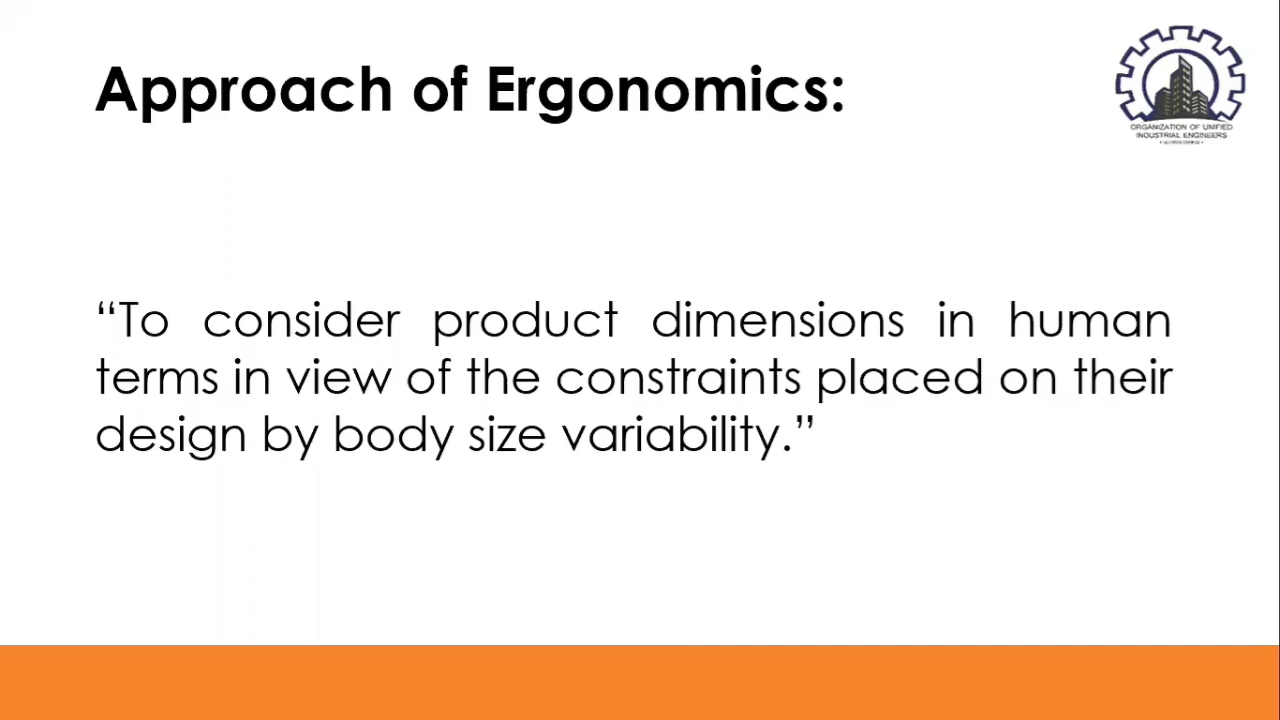 Approach of Ergonomics:
ORGANIZATION OF UNIFIED
INDUSTRIAL ENGINEERS
“To consider product dimensions in human
terms in view of the constraints placed on their
design by body size variability.”